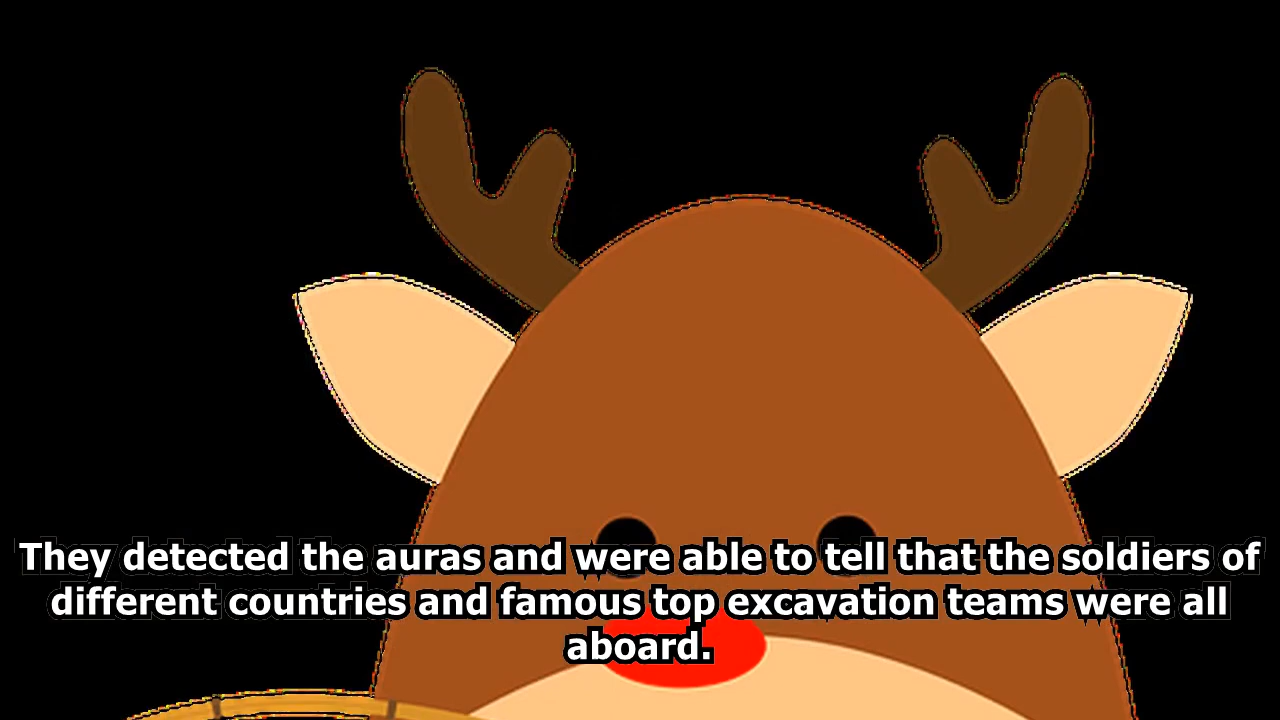 They detected the auras and were able to tell that the soldiers of
different countries and famous top excavation teams were all
aboard.